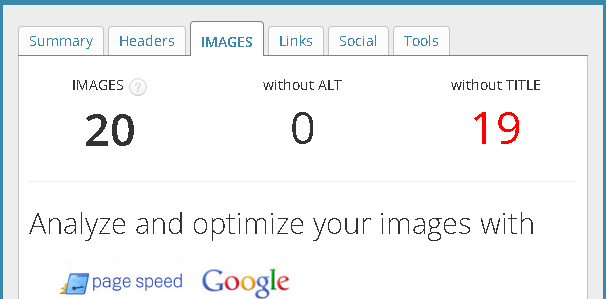 Summary Headers IMAGES Links Social Tools
IMAGES ? without ALT without TITLE
20 0 19
Analyze and optimize your images with
page speed Google